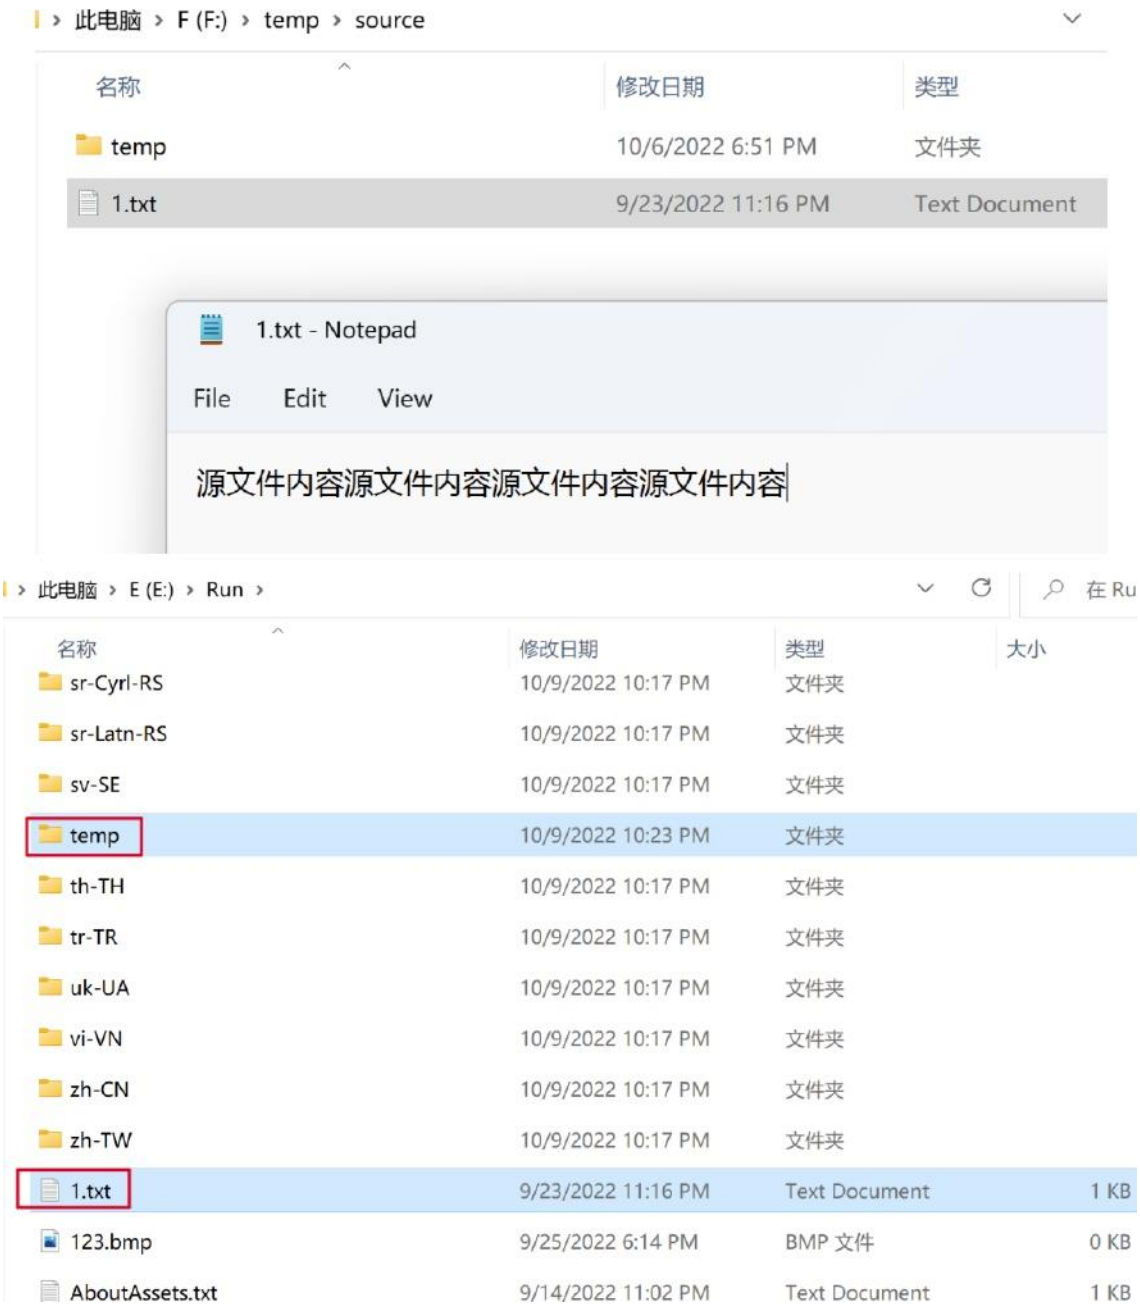 此电脑 > F (F:) > temp > source
名称 修改日期 类型
temp 10/6/2022 6:51 PM 文件夹
1.txt 9/23/2022 11:16 PM Text Document
1.txt - Notepad
File Edit View
源文件内容源文件内容源文件内容源文件内容
> 此电脑 > E (E:) > Run > 在 Ru
名称 修改日期 类型 大小
sr-Cyrl-RS 10/9/2022 10:17 PM 文件夹
sr-Latn-RS 10/9/2022 10:17 PM 文件夹
sv-SE 10/9/2022 10:17 PM 文件夹
temp 10/9/2022 10:23 PM 文件夹
th-TH 10/9/2022 10:17 PM 文件夹
tr-TR 10/9/2022 10:17 PM 文件夹
uk-UA 10/9/2022 10:17 PM 文件夹
vi-VN 10/9/2022 10:17 PM 文件夹
zh-CN 10/9/2022 10:17 PM 文件夹
zh-TW 10/9/2022 10:17 PM 文件夹
1.txt 9/23/2022 11:16 PM Text Document 1 KB
123.bmp 9/25/2022 6:14 PM BMP 文件 0 KB
AboutAssets.txt 9/14/2022 11:02 PM Text Document 1 KB